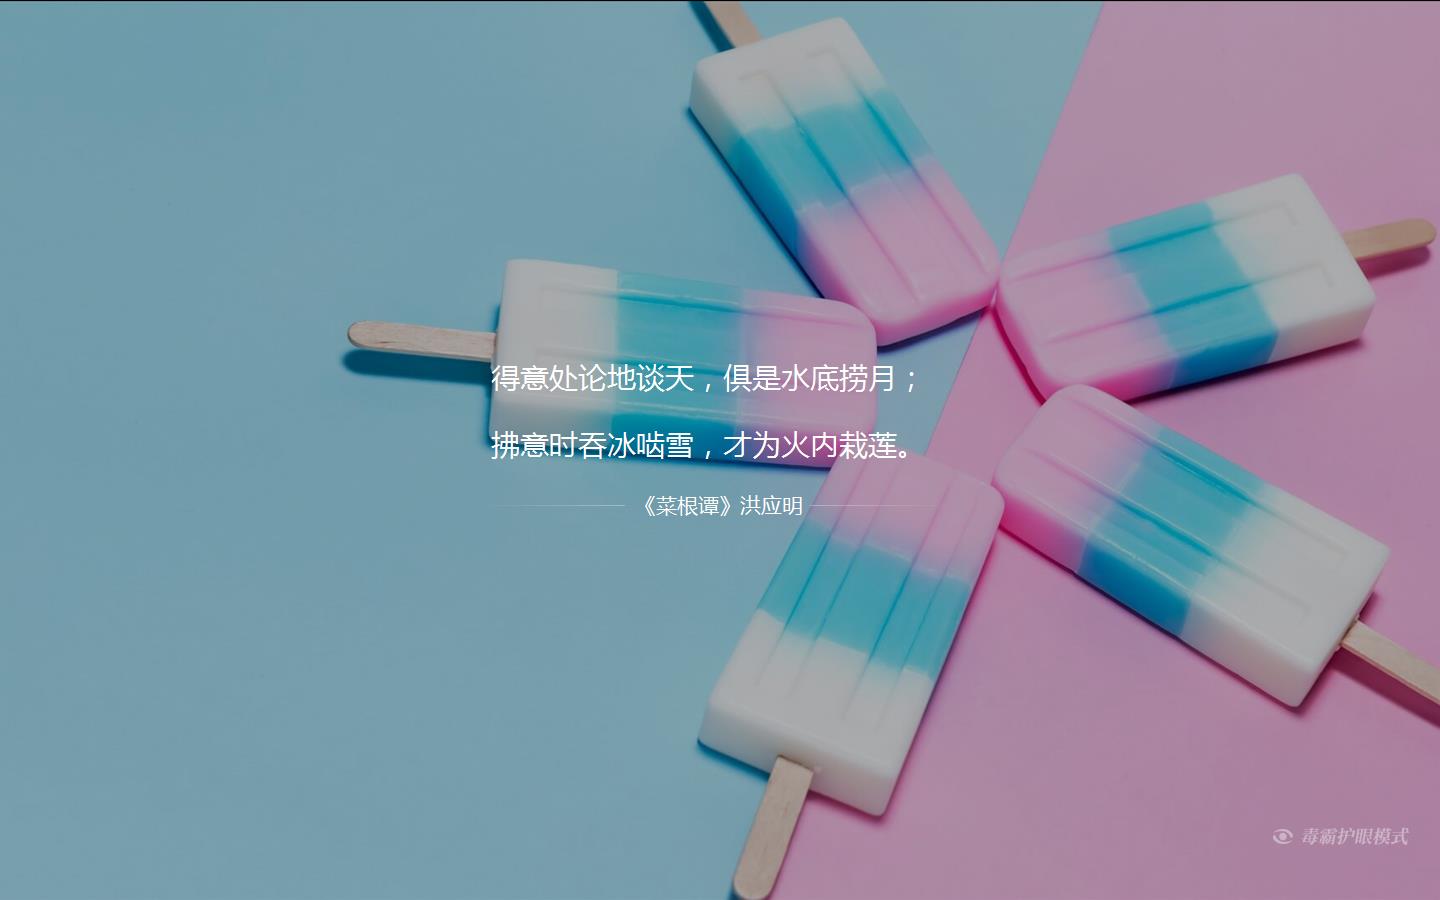 得意处论地谈天，俱是水底捞月；
拂意时吞冰啮雪，才为火内栽莲。
《菜根谭》洪应明
毒霸护眼模式